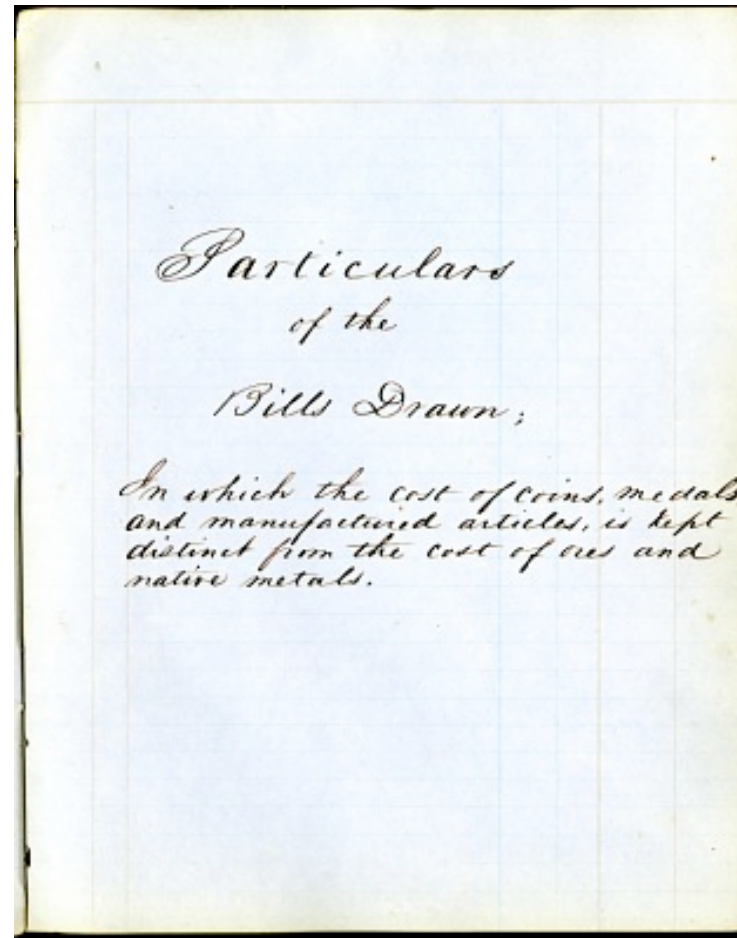 Particulars
of the
Bills Drawn;
In which the cost of coins, medals
and manufactured articles, is kept
distinct from the cost of ores and
native metals.